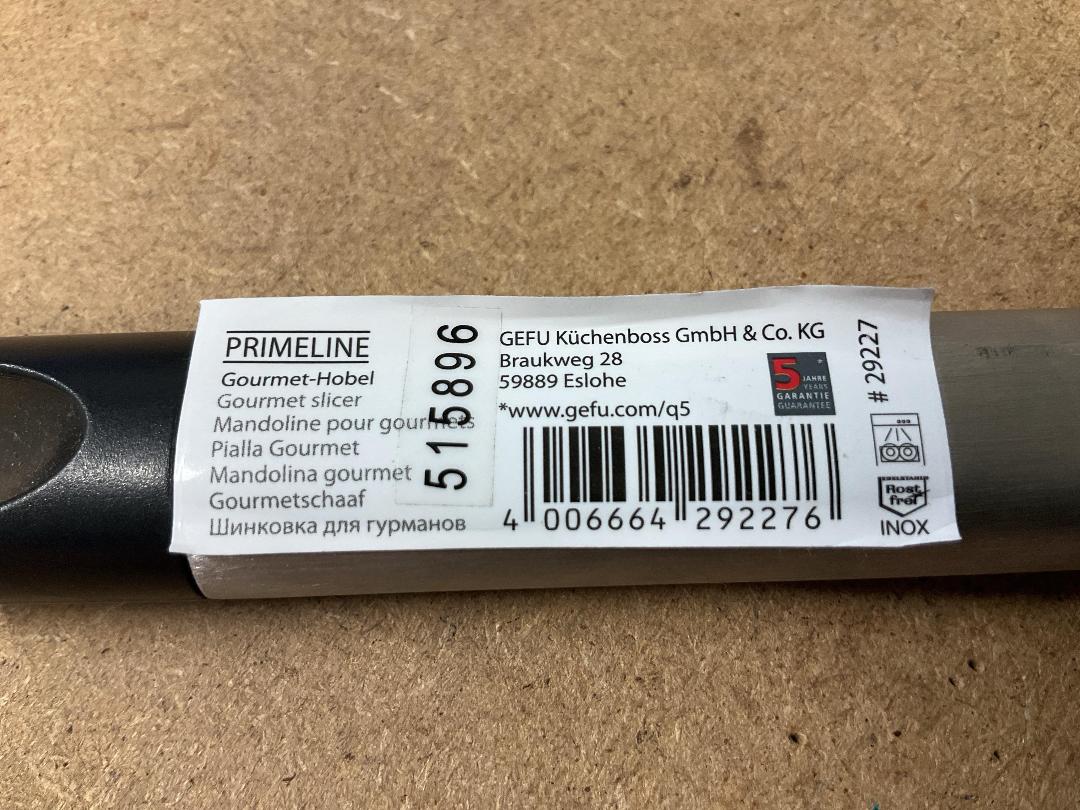 PRIMELINE
Gourmet-Hobel
Gourmet slicer
Mandoline pour gourmets
Pialla Gourmet
Mandolina gourmet
Gourmetschaaf
Шинковка для гурманов
515896
GEFU Küchenboss GmbH & Co. KG
Braukweg 28
59889 Eslohe
*www.gefu.com/q5
5*
JAHRE
YEARS
GARANTIE
GUARANTEE
4 006664 292276
# 29227
EDELSTAHL
Rost
frei
INOX